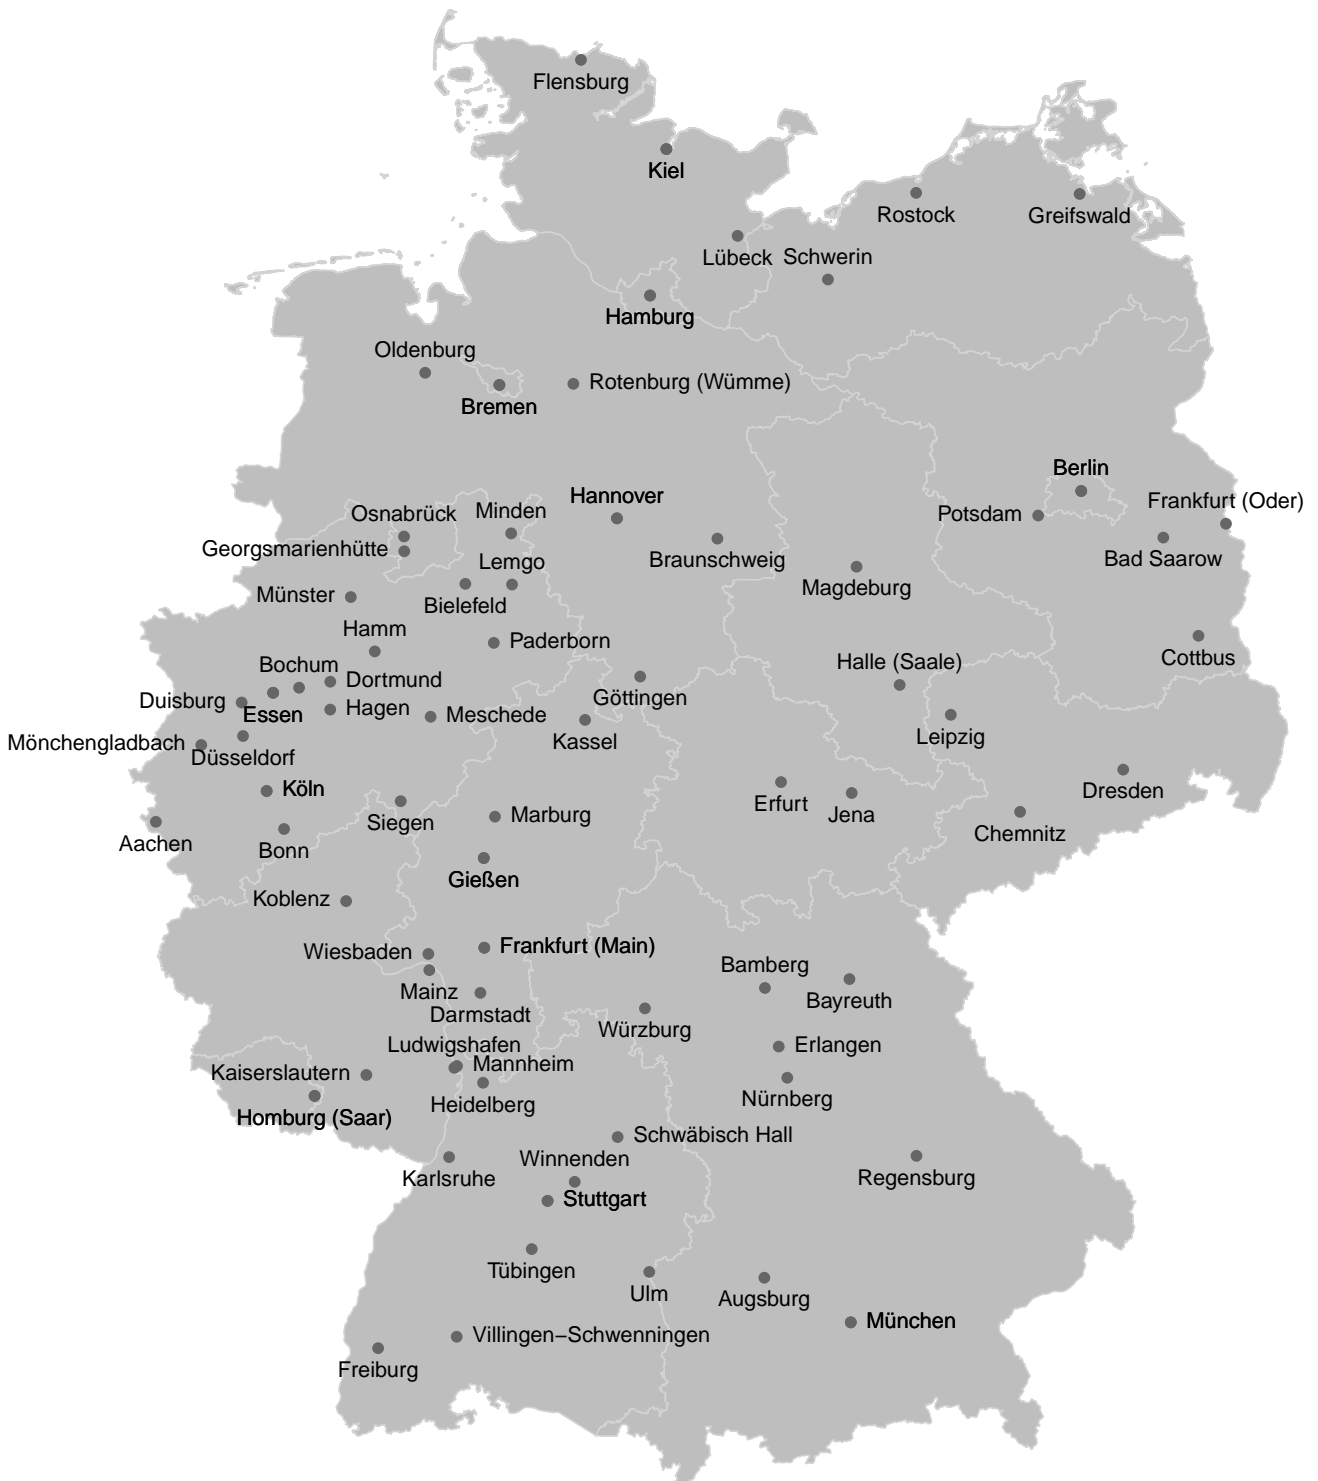 Flensburg
Kiel
Rostock
Greifswald
Lübeck
Schwerin
Hamburg
Oldenburg
Rotenburg (Wümme)
Bremen
Berlin
Hannover
Frankfurt (Oder)
Osnabrück
Minden
Potsdam
Georgsmarienhütte
Braunschweig
Bad Saarow
Lemgo
Magdeburg
Münster
Bielefeld
Hamm
Paderborn
Cottbus
Bochum
Halle (Saale)
Dortmund
Duisburg
Göttingen
Essen
Hagen
Meschede
Leipzig
Mönchengladbach
Kassel
Düsseldorf
Köln
Dresden
Erfurt
Jena
Marburg
Siegen
Chemnitz
Aachen
Bonn
Gießen
Koblenz
Frankfurt (Main)
Wiesbaden
Bamberg
Mainz
Bayreuth
Darmstadt
Würzburg
Ludwigshafen
Erlangen
Mannheim
Kaiserslautern
Nürnberg
Heidelberg
Homburg (Saar)
Schwäbisch Hall
Winnenden
Karlsruhe
Regensburg
Stuttgart
Tübingen
Ulm
Augsburg
München
Villingen−Schwenningen
Freiburg